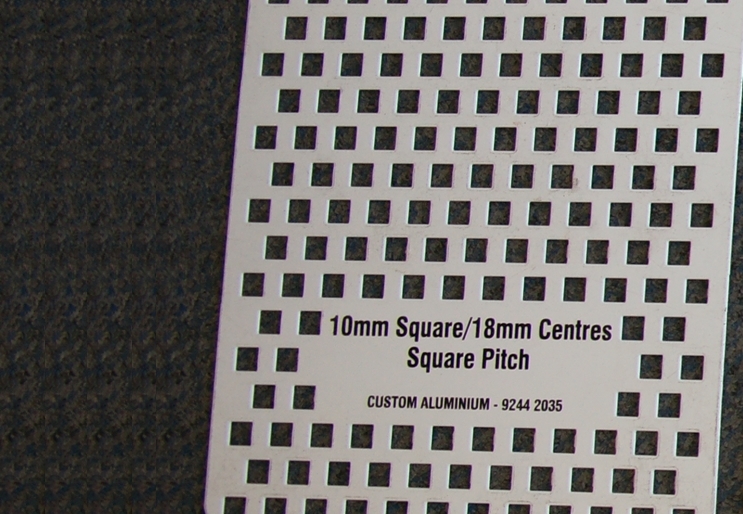 10mm Square/18mm Centres
Square Pitch
CUSTOM ALUMINIUM - 9244 2035